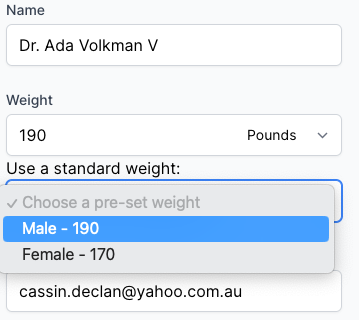 Name
Dr. Ada Volkman V
Weight
190 Pounds
Use a standard weight:
✓ Choose a pre-set weight
Male - 190
Female - 170
cassin.declan@yahoo.com.au